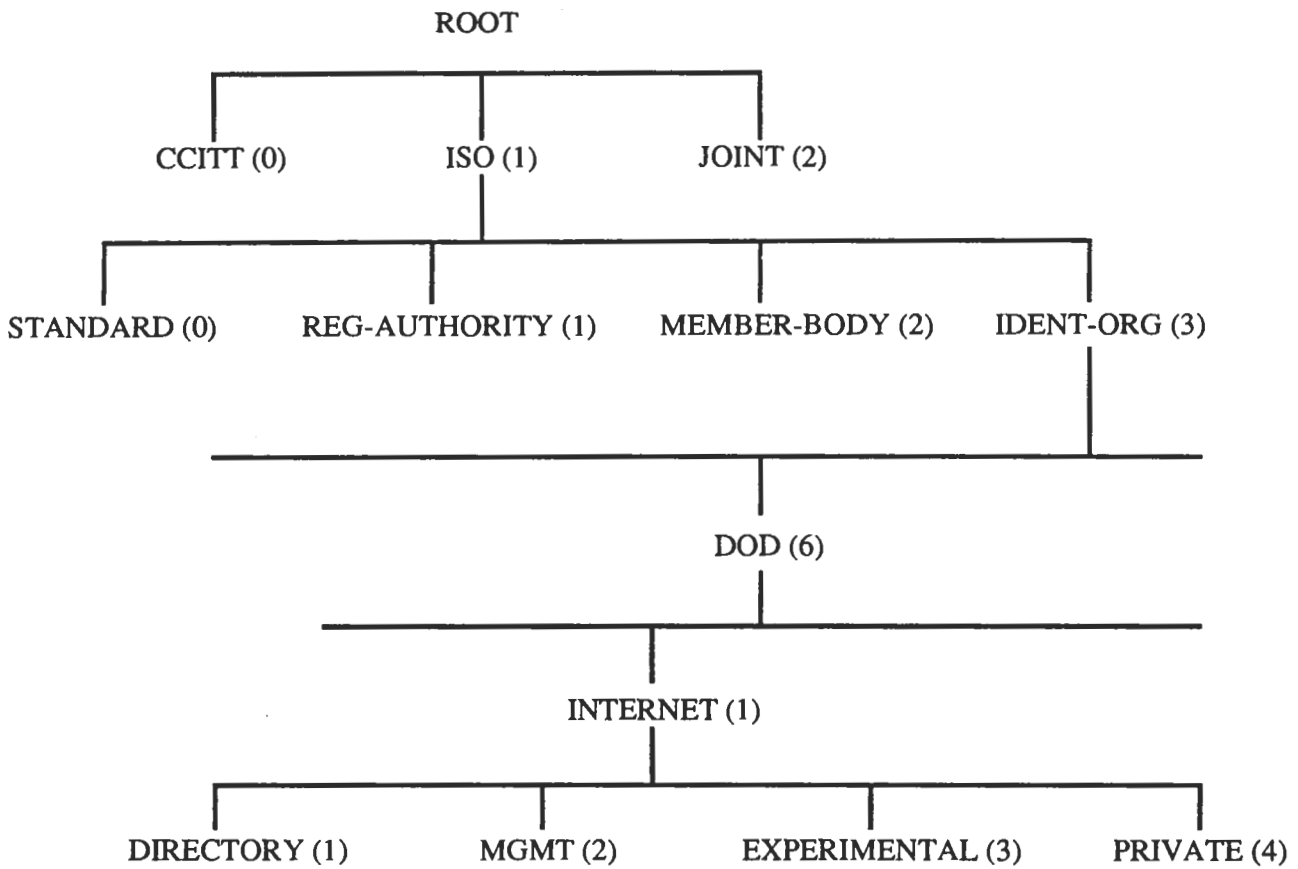 ROOT
CCITT (0) ISO (1) JOINT (2)
STANDARD (0) REG-AUTHORITY (1) MEMBER-BODY (2) IDENT-ORG (3)
DOD (6)
INTERNET (1)
DIRECTORY (1) MGMT (2) EXPERIMENTAL (3) PRIVATE (4)